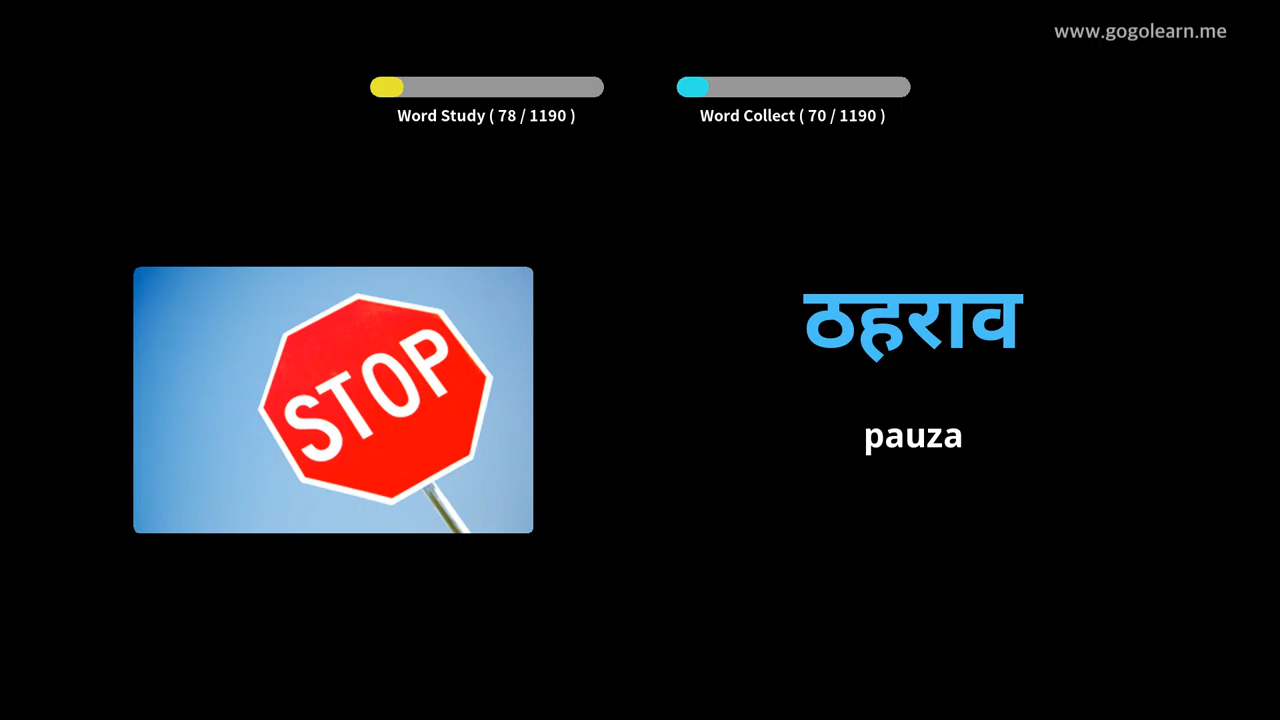 www.gogolearn.me
Word Study ( 78 / 1190 )
Word Collect ( 70 / 1190 )
STOP
ठहराव
pauza